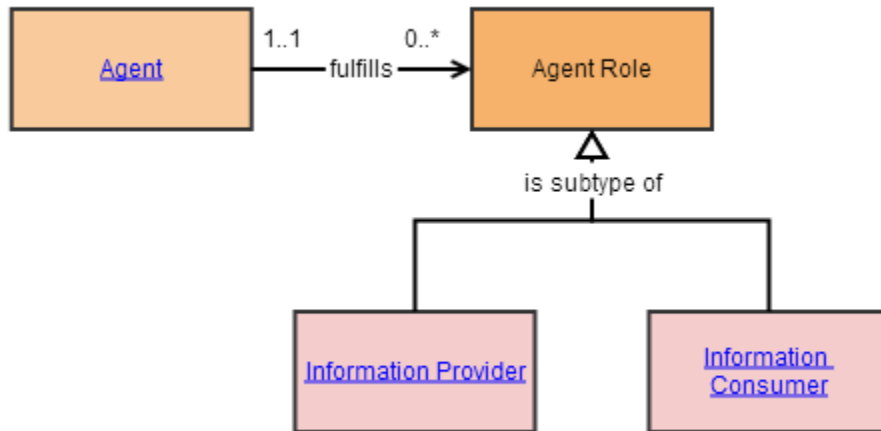 1..1
0..*
Agent
fulfills
Agent Role
is subtype of
Information Provider
Information
Consumer